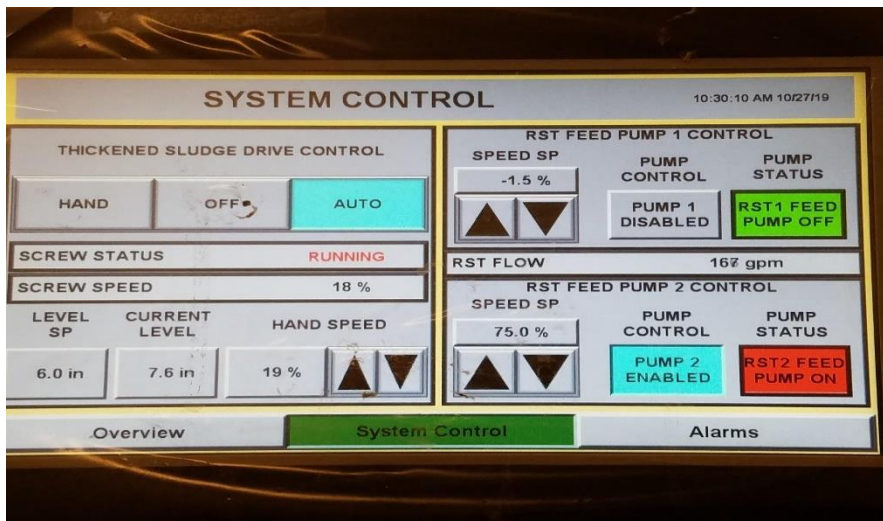 SYSTEM CONTROL
10:30:10 AM 10/27/19
THICKENED SLUDGE DRIVE CONTROL
HAND
OFF
AUTO
SCREW STATUS RUNNING
SCREW SPEED 18 %
LEVEL SP
CURRENT LEVEL
HAND SPEED
6.0 in
7.6 in
19 %
RST FEED PUMP 1 CONTROL
SPEED SP
PUMP CONTROL
PUMP STATUS
-1.5 %
PUMP 1 DISABLED
RST1 FEED PUMP OFF
RST FLOW gpm
RST FEED PUMP 2 CONTROL
SPEED SP
PUMP CONTROL
PUMP STATUS
75.0 %
PUMP 2 ENABLED
RST2 FEED PUMP ON
Overview
System Control
Alarms